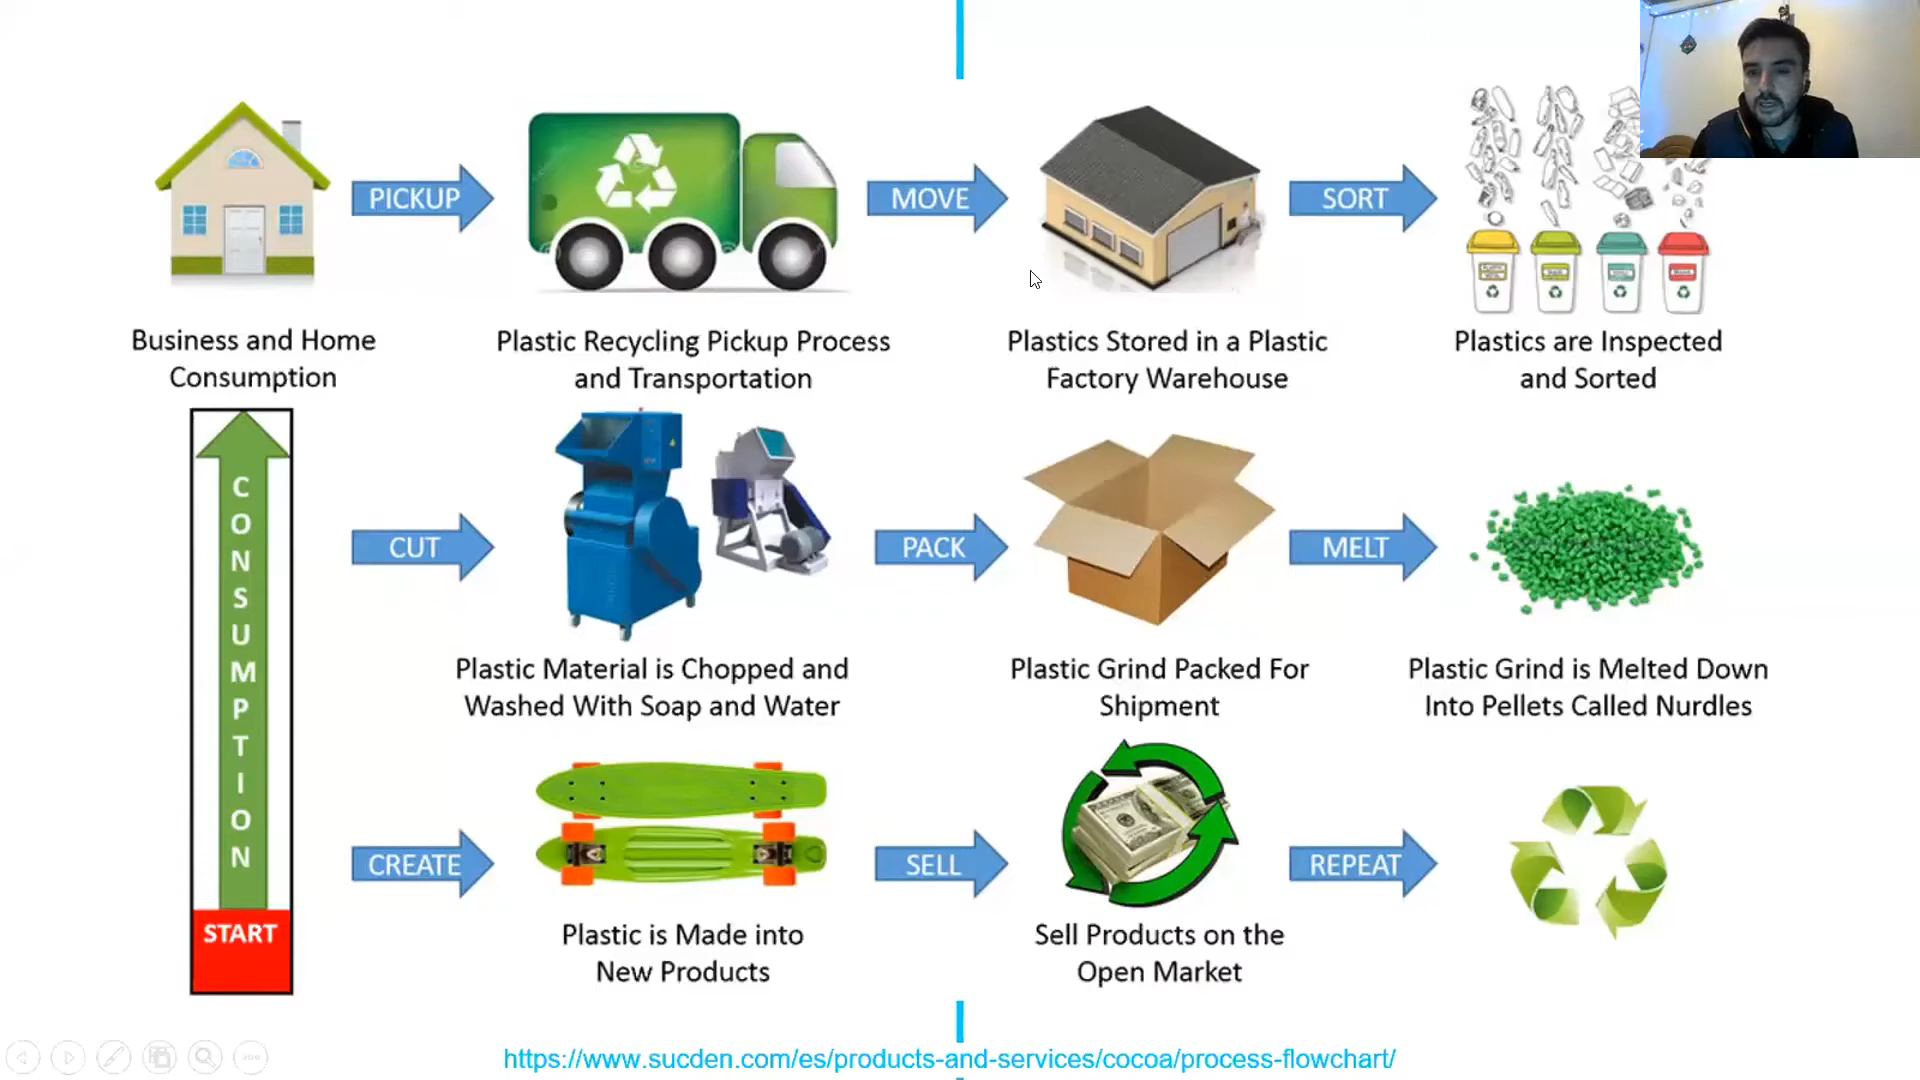 PICKUP
MOVE
SORT
Business and Home
Consumption
Plastic Recycling Pickup Process
and Transportation
Plastics Stored in a Plastic
Factory Warehouse
Plastics are Inspected
and Sorted
CONSUMPTION
START
CUT
PACK
MELT
Plastic Material is Chopped and
Washed With Soap and Water
Plastic Grind Packed For
Shipment
Plastic Grind is Melted Down
Into Pellets Called Nurdles
CREATE
SELL
REPEAT
Plastic is Made into
New Products
Sell Products on the
Open Market
https://www.sucden.com/es/products-and-services/cocoa/process-flowchart/